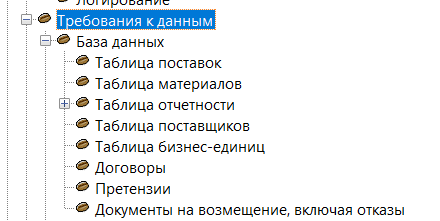 Логирование
Требования к данным
База данных
Таблица поставок
Таблица материалов
Таблица отчетности
Таблица поставщиков
Таблица бизнес-единиц
Договоры
Претензии
Документы на возмещение, включая отказы